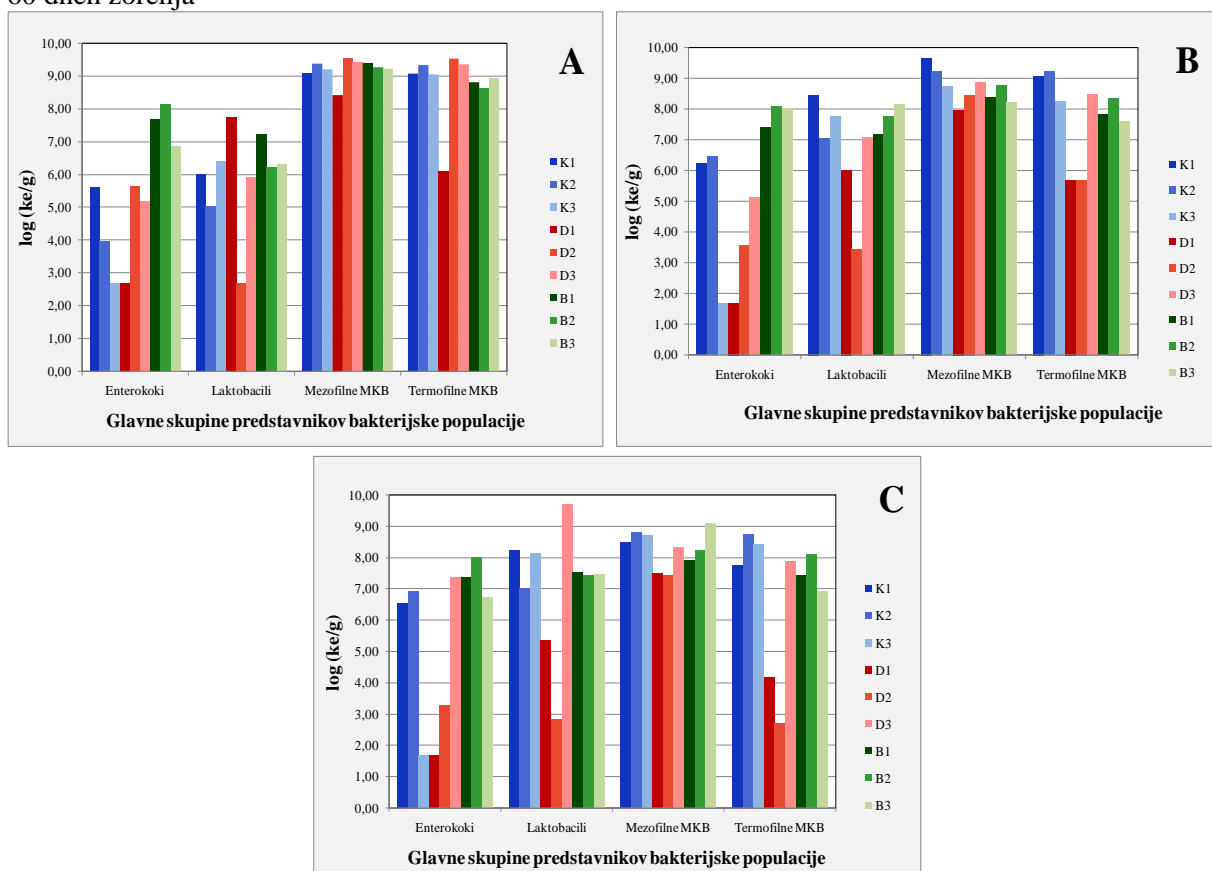 60 dneh zorenja
A
10,00
9,00
8,00
7,00
6,00
5,00
4,00
3,00
2,00
1,00
0,00
log (ke/g)
Enterokoki Laktobacili Mezofilne MKB Termofilne MKB
Glavne skupine predstavnikov bakterijske populacije
K1
K2
K3
D1
D2
D3
B1
B2
B3
B
10,00
9,00
8,00
7,00
6,00
5,00
4,00
3,00
2,00
1,00
0,00
log (ke/g)
Enterokoki Laktobacili Mezofilne MKB Termofilne MKB
Glavne skupine predstavnikov bakterijske populacije
K1
K2
K3
D1
D2
D3
B1
B2
B3
C
10,00
9,00
8,00
7,00
6,00
5,00
4,00
3,00
2,00
1,00
0,00
log (ke/g)
Enterokoki Laktobacili Mezofilne MKB Termofilne MKB
Glavne skupine predstavnikov bakterijske populacije
K1
K2
K3
D1
D2
D3
B1
B2
B3